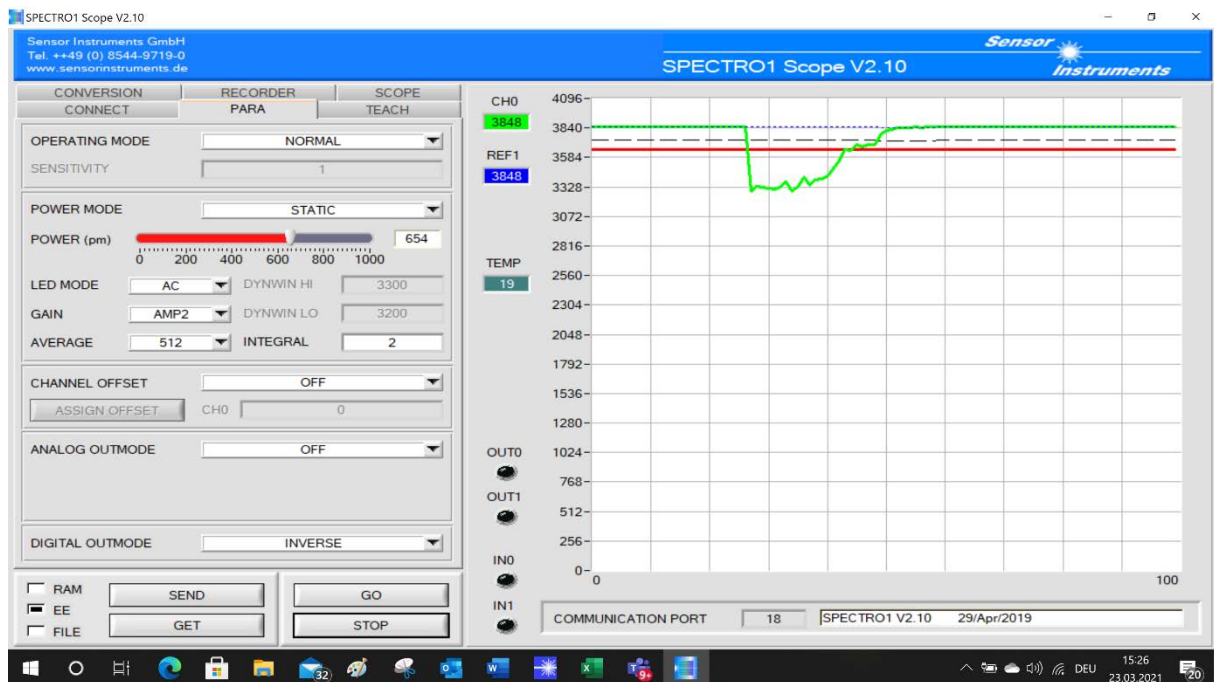 SPECTRO1 Scope V2.10
Sensor Instruments GmbH
Tel. ++49 (0) 8544-9719-0
www.sensorinstruments.de
SPECTRO1 Scope V2.10
Sensor
Instruments
CONVERSION RECORDER SCOPE
CONNECT PARA TEACH
OPERATING MODE NORMAL
SENSITIVITY 1
POWER MODE STATIC
POWER (pm) 654
0 200 400 600 800 1000
LED MODE AC DYNWIN HI 3300
GAIN AMP2 DYNWIN LO 3200
AVERAGE 512 INTEGRAL 2
CHANNEL OFFSET OFF
ASSIGN OFFSET CH0 0
ANALOG OUTMODE OFF
DIGITAL OUTMODE INVERSE
RAM
EE
FILE
SEND GO
GET STOP
CH0
3848
REF1
3848
TEMP
19
OUT0
OUT1
IN0
IN1
4096
3840
3584
3328
3072
2816
2560
2304
2048
1792
1536
1280
1024
768
512
256
0
0 100
COMMUNICATION PORT 18 SPECTRO1 V2.10 29/Apr/2019
32
9+
DEU
15:26
23.03.2021
20